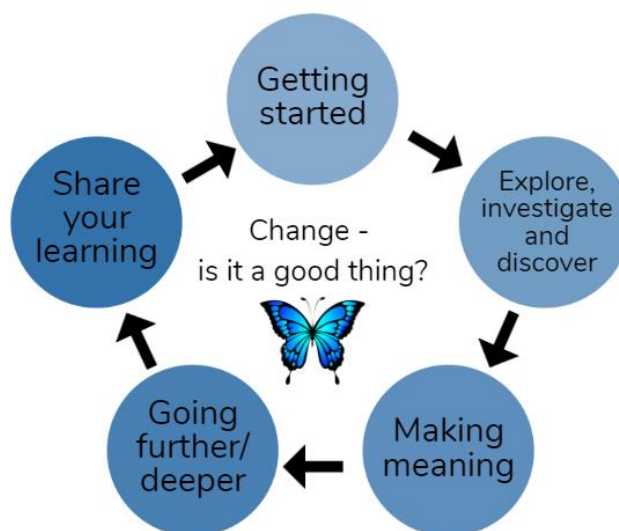 Getting
started
Explore,
investigate
and
discover
Making
meaning
Going
further/
deeper
Share
your
learning
Change -
is it a good thing?